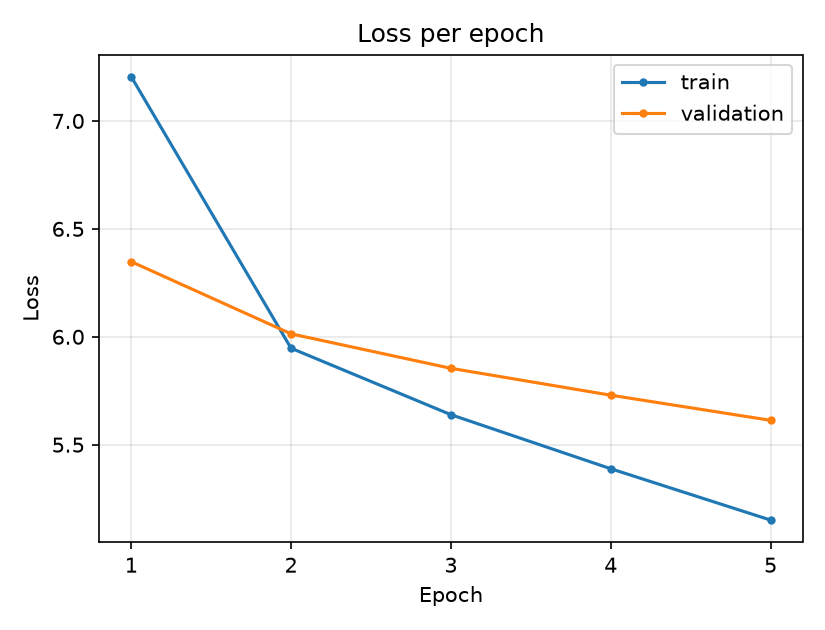 Loss per epoch
train
validation
7.0
6.5
6.0
5.5
Loss
1 2 3 4 5
Epoch